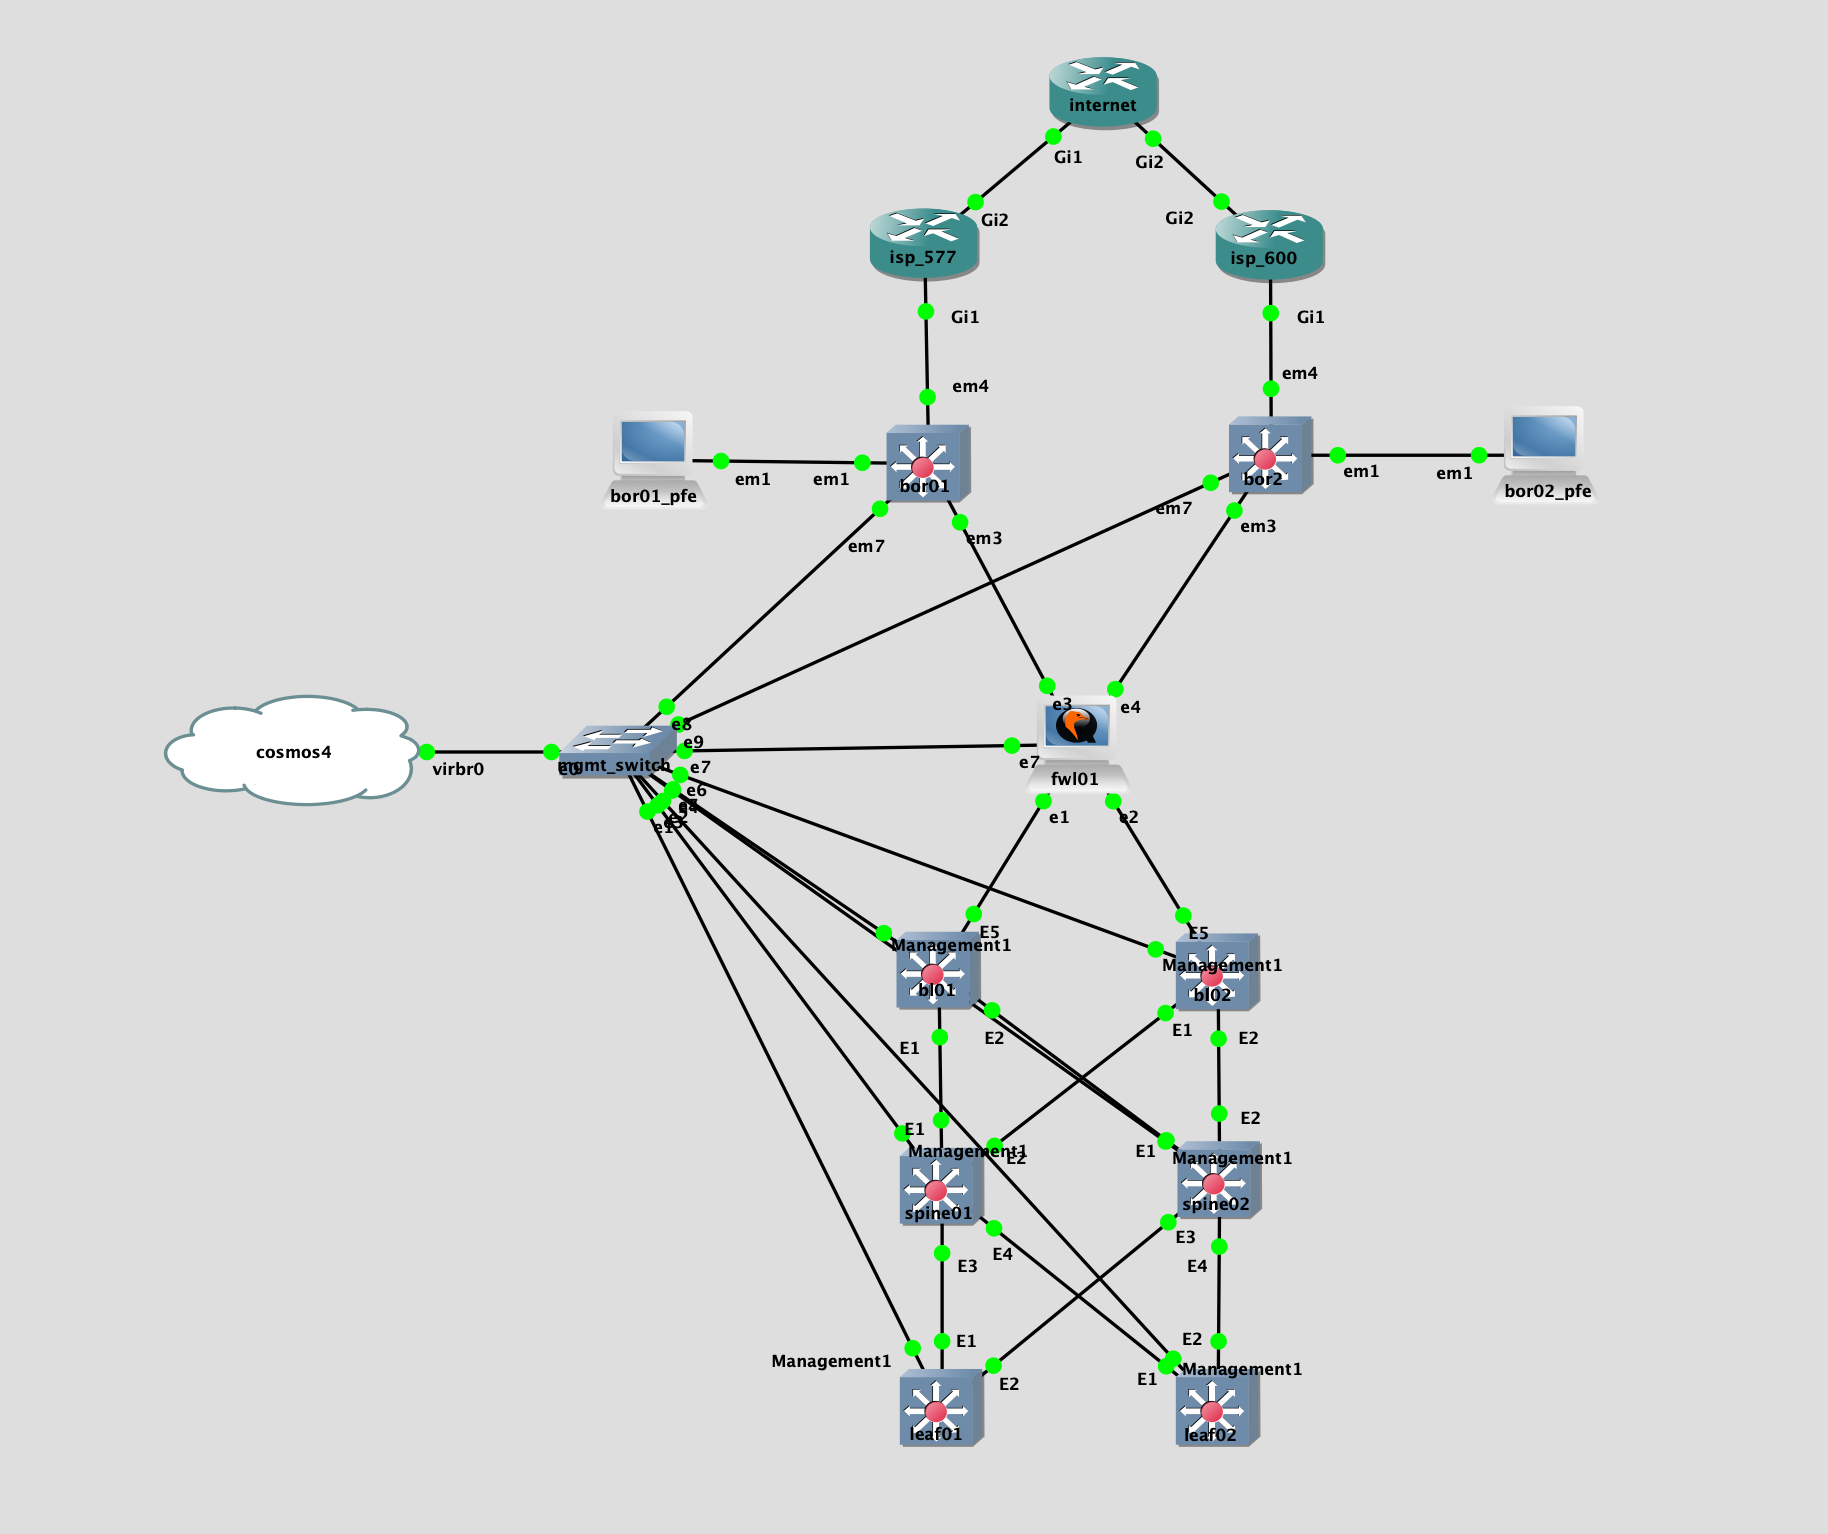 internet
Gi1
Gi2
Gi2
Gi2
isp_577
isp_600
Gi1
Gi1
em4
em4
bor01_pfe
em1
em1
bor01
bor2
em1
em1
bor02_pfe
em7
em3
em7
em3
cosmos4
virbr0
e0
mgmt_switch
e8
e9
e7
e6
e1
e3
e4
e7
fwl01
e1
e2
E5
Management1
bl01
E5
Management1
bl02
E1
E2
E1
E2
E1
Management1
E2
spine01
E2
E1
Management1
spine02
E3
E4
E3
E4
Management1
E1
E2
leaf01
E2
Management1
E1
leaf02